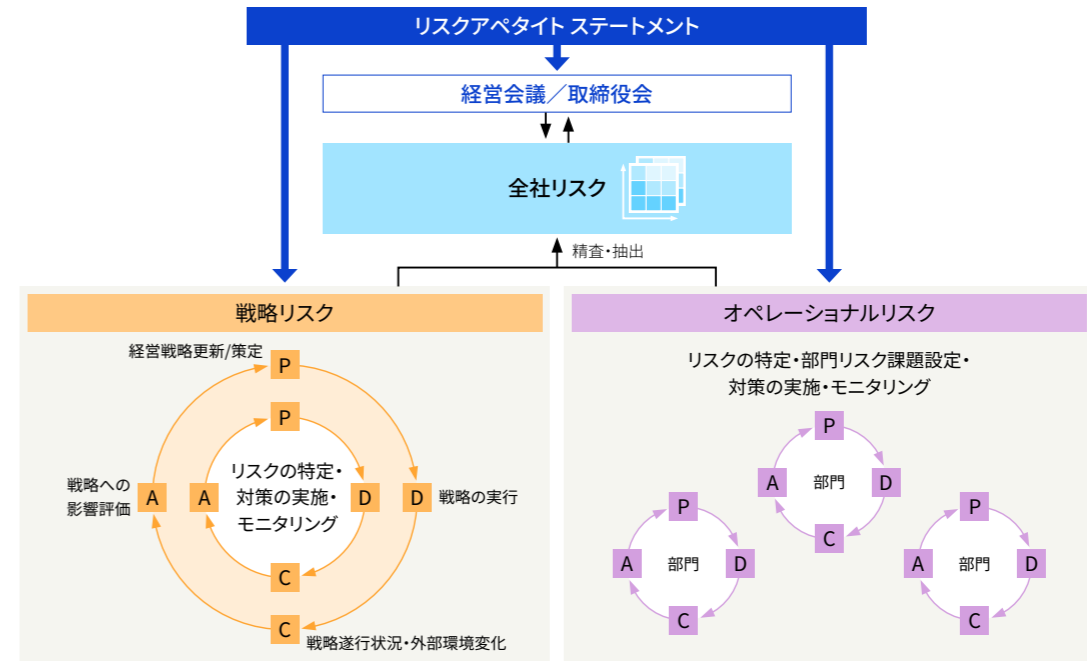 リスクアペタイト ステートメント
経営会議／取締役会
全社リスク
精査・抽出
戦略リスク
経営戦略更新/策定
P
P
戦略への
影響評価
A
A
リスクの特定・
対策の実施・
モニタリング
D
D
戦略の実行
C
C
戦略遂行状況・外部環境変化
オペレーショナルリスク
リスクの特定・部門リスク課題設定・
対策の実施・モニタリング
P
A
部門
D
C
P
A
部門
D
C
P
A
部門
D
C